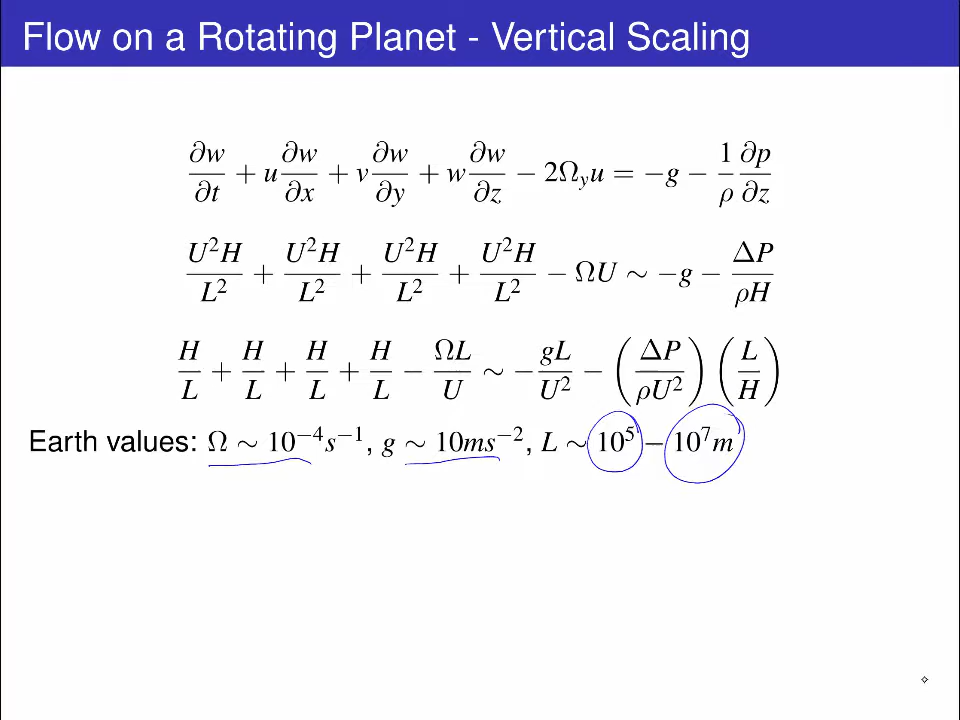 Flow on a Rotating Planet - Vertical Scaling
∂w/∂t + u ∂w/∂x + v ∂w/∂y + w ∂w/∂z − 2Ω_y u = −g − 1/ρ ∂p/∂z
U²H/L² + U²H/L² + U²H/L² + U²H/L² − ΩU ∼ −g − ΔP/ρH
H/L + H/L + H/L + H/L − ΩL/U ∼ −gL/U² − (ΔP/ρU²)(L/H)
Earth values: Ω ∼ 10⁻⁴s⁻¹, g ∼ 10ms⁻², L ∼ 10⁵ − 10⁷m